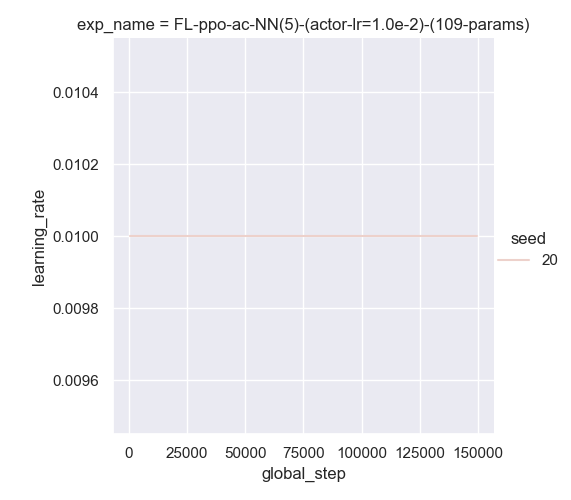 exp_name = FL-ppo-ac-NN(5)-(actor-lr=1.0e-2)-(109-params)
0.0104
0.0102
0.0100
0.0098
0.0096
learning_rate
seed
20
0 25000 50000 75000 100000 125000 150000
global_step